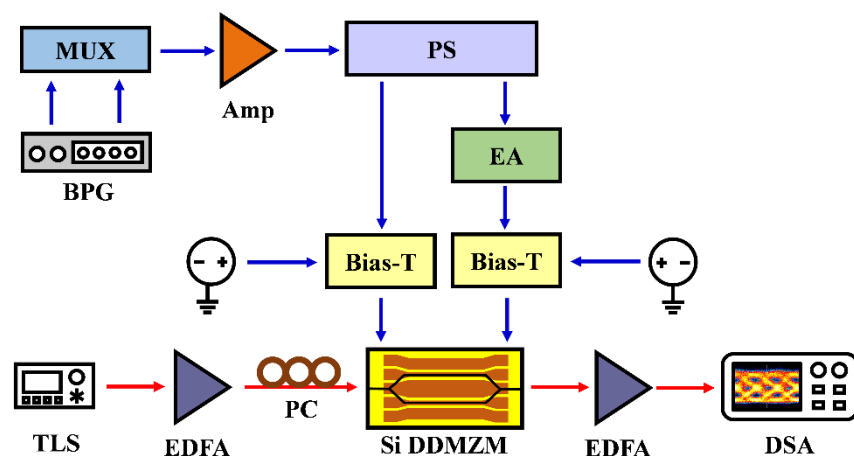 MUX
PS
Amp
EA
BPG
Bias-T
Bias-T
PC
TLS
EDFA
Si DDMZM
EDFA
DSA